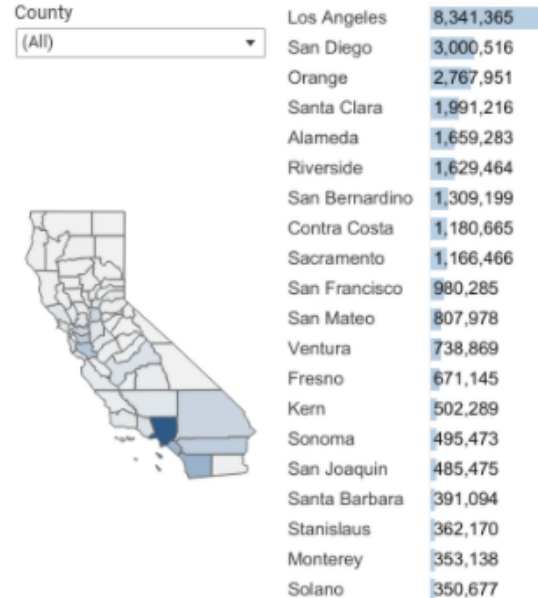 County
(All)
Los Angeles 8,341,365
San Diego 3,000,516
Orange 2,767,951
Santa Clara 1,991,216
Alameda 1,659,283
Riverside 1,629,464
San Bernardino 1,309,199
Contra Costa 1,180,665
Sacramento 1,166,466
San Francisco 980,285
San Mateo 807,978
Ventura 738,869
Fresno 671,145
Kern 502,289
Sonoma 495,473
San Joaquin 485,475
Santa Barbara 391,094
Stanislaus 362,170
Monterey 353,138
Solano 350,677